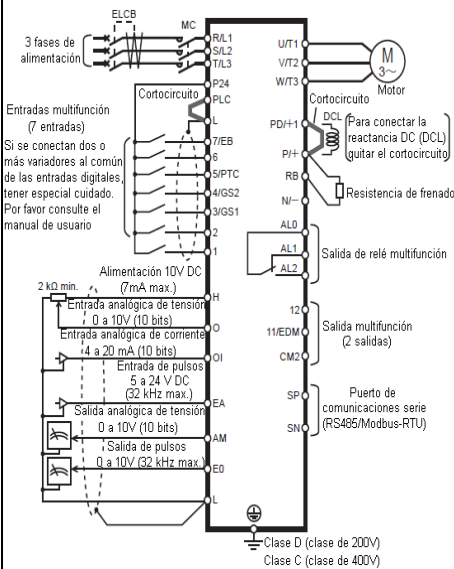 ELCB
MC
3 fases de
alimentación
R/L1
S/L2
T/L3
U/T1
V/T2
W/T3
M
3~
Motor
P24
Cortocircuito
PLC
L
Entradas multifunción
(7 entradas)
Si se conectan dos o
más variadores al común
de las entradas digitales,
tener especial cuidado.
Por favor consulte el
manual de usuario
7/EB
6
5/PTC
4/GS2
3/GS1
2
1
Cortocircuito
PD/+1
DCL
P/+
Para conectar la
reactancia DC (DCL)
quitar el cortocircuito
RB
N/−
Resistencia de frenado
AL0
AL1
AL2
Salida de relé multifunción
Alimentación 10V DC
(7mA max.)
2 kΩ min.
H
Entrada analógica de tensión
0 a 10V (10 bits)
O
Entrada analógica de corriente
4 a 20 mA (10 bits)
OI
Entrada de pulsos
5 a 24 V DC
(32 kHz max.)
EA
Salida analógica de tensión
0 a 10V (10 bits)
AM
Salida de pulsos
0 a 10V (32 kHz max.)
E0
L
12
11/EDM
CM2
Salida multifunción
(2 salidas)
SP
SN
Puerto de
comunicaciones serie
(RS485/Modbus-RTU)
Clase D (clase de 200V)
Clase C (clase de 400V)